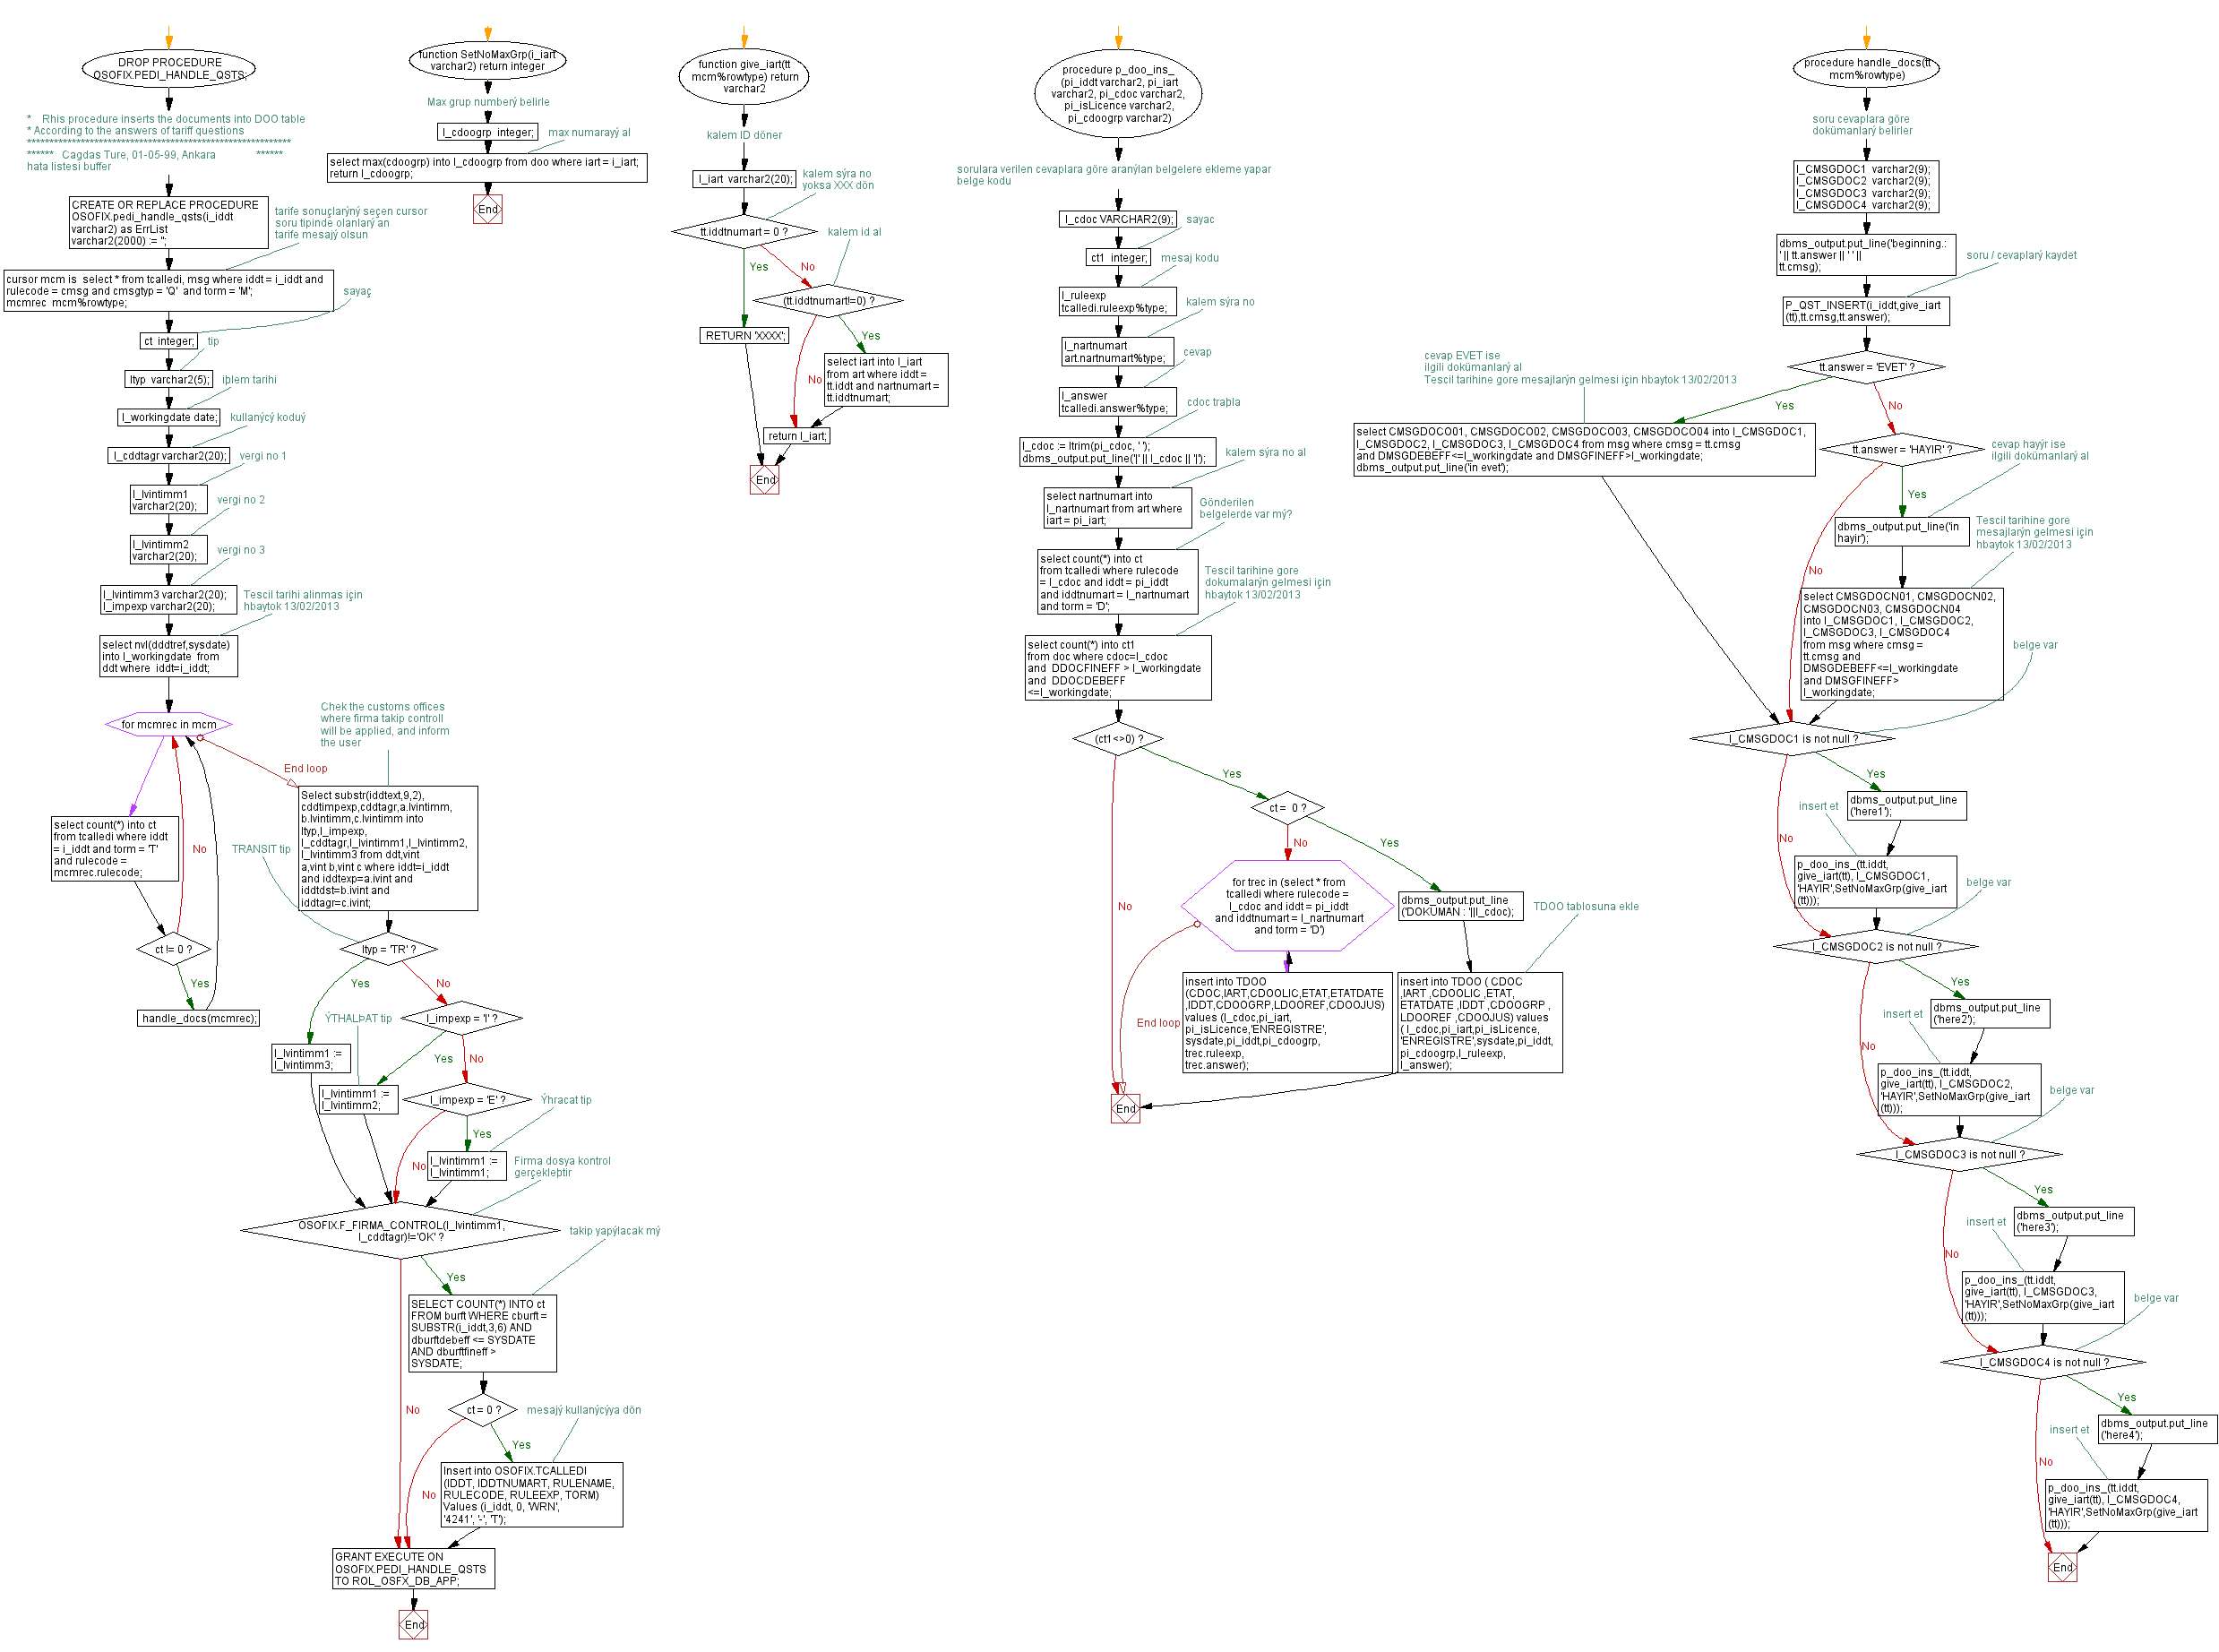 DROP PROCEDURE
OSOFIX.PEDI_HANDLE_QSTS;
*    Rhis procedure inserts the documents into DOO table
* According to the answers of tariff questions
************************************************************
******   Cagdas Ture, 01-05-99, Ankara              ******
hata listesi buffer
CREATE OR REPLACE PROCEDURE
OSOFIX.pedi_handle_qsts(i_iddt
varchar2) as ErrList
varchar2(2000) := '';
tarife sonuçlarýný seçen cursor
soru tipinde olanlarý an
tarife mesajý olsun
cursor mcm is  select * from tcalledi, msg where iddt = i_iddt and
rulecode = cmsg and cmsgtyp = 'Q'  and torm = 'M';
mcmrec  mcm%rowtype;
sayaç
ct  integer;
tip
ltyp  varchar2(5);
iþlem tarihi
l_workingdate date;
kullanýcý koduý
l_cddtagr varchar2(20);
vergi no 1
l_lvintimm1
varchar2(20);
vergi no 2
l_lvintimm2
varchar2(20);
vergi no 3
l_lvintimm3 varchar2(20);
l_impexp varchar2(20);
Tescil tarihi alinmas için
hbaytok 13/02/2013
select nvl(dddtref,sysdate)
into l_workingdate  from
ddt where  iddt=i_iddt;
for mcmrec in mcm
Chek the customs offices
where firma takip controll
will be applied, and inform
the user
End loop
select count(*) into ct
from tcalledi where iddt
= i_iddt and torm = 'T'
and rulecode =
mcmrec.rulecode;
No
ct != 0 ?
Yes
handle_docs(mcmrec);
Select substr(iddtext,9,2),
cddtimpexp,cddtagr,a.lvintimm,
b.lvintimm,c.lvintimm into
ltyp,l_impexp,
l_cddtagr,l_lvintimm1,l_lvintimm2,
l_lvintimm3 from ddt,vint
a,vint b,vint c where iddt=i_iddt
and iddtexp=a.ivint and
iddtdst=b.ivint and
iddtagr=c.ivint;
TRANSIT tip
ltyp = 'TR' ?
Yes
No
ÝTHALÞAT tip
l_impexp = 'I' ?
l_lvintimm1 :=
l_lvintimm3;
Yes
No
l_lvintimm1 :=
l_lvintimm2;
l_impexp = 'E' ?
Ýhracat tip
Yes
No
l_lvintimm1 :=
l_lvintimm1;
Firma dosya kontrol
gerçekleþtir
OSOFIX.F_FIRMA_CONTROL(l_lvintimm1,
l_cddtagr)!='OK' ?
takip yapýlacak mý
Yes
SELECT COUNT(*) INTO ct
FROM burft WHERE cburft =
SUBSTR(i_iddt,3,6) AND
dburftdebeff <= SYSDATE
AND dburftfineff >
SYSDATE;
No
ct = 0 ?
mesajý kullanýcýya dön
Yes
No
Insert into OSOFIX.TCALLEDI
(IDDT, IDDTNUMART, RULENAME,
RULECODE, RULEEXP, TORM)
Values (i_iddt, 0, 'WRN',
'4241', '-', 'T');
GRANT EXECUTE ON
OSOFIX.PEDI_HANDLE_QSTS
TO ROL_OSFX_DB_APP;
End
function SetNoMaxGrp(i_iart
varchar2) return integer
Max grup numberý belirle
l_cdoogrp  integer;
max numarayý al
select max(cdoogrp) into l_cdoogrp from doo where iart = i_iart;
return l_cdoogrp;
End
function give_iart(tt
mcm%rowtype) return
varchar2
kalem ID döner
l_iart  varchar2(20);
kalem sýra no
yoksa XXX dön
tt.iddtnumart = 0 ?
kalem id al
Yes
No
(tt.iddtnumart!=0) ?
RETURN 'XXXX';
Yes
No
select iart into l_iart
from art where iddt =
tt.iddt and nartnumart =
tt.iddtnumart;
return l_iart;
End
procedure p_doo_ins_
(pi_iddt varchar2, pi_iart
varchar2, pi_cdoc varchar2,
pi_isLicence varchar2,
pi_cdoogrp varchar2)
sorulara verilen cevaplara göre aranýlan belgelere ekleme yapar
belge kodu
l_cdoc VARCHAR2(9);
sayac
ct1  integer;
mesaj kodu
l_ruleexp
tcalledi.ruleexp%type;
kalem sýra no
l_nartnumart
art.nartnumart%type;
cevap
l_answer
tcalledi.answer%type;
cdoc traþla
l_cdoc := ltrim(pi_cdoc, ' ');
dbms_output.put_line('|' || l_cdoc || '|');
kalem sýra no al
select nartnumart into
l_nartnumart from art where
iart = pi_iart;
Gönderilen
belgelerde var mý?
select count(*) into ct
from tcalledi where rulecode
= l_cdoc and iddt = pi_iddt
and iddtnumart = l_nartnumart
and torm = 'D';
Tescil tarihine gore
dokumalarýn gelmesi için
hbaytok 13/02/2013
select count(*) into ct1
from doc where cdoc=l_cdoc
and  DDOCFINEFF > l_workingdate
and  DDOCDEBEFF
<=l_workingdate;
(ct1<>0) ?
Yes
No
ct =  0 ?
No
Yes
for trec in (select * from
tcalledi where rulecode =
l_cdoc and iddt = pi_iddt
and iddtnumart = l_nartnumart
and torm = 'D')
dbms_output.put_line
('DOKUMAN : '||l_cdoc);
TDOO tablosuna ekle
End loop
insert into TDOO
(CDOC,IART,CDOOLIC,ETAT,ETATDATE
,IDDT,CDOOGRP,LDOOREF,CDOOJUS)
values (l_cdoc,pi_iart,
pi_isLicence,'ENREGISTRE',
sysdate,pi_iddt,pi_cdoogrp,
trec.ruleexp,
trec.answer);
insert into TDOO ( CDOC
,IART ,CDOOLIC ,ETAT,
ETATDATE ,IDDT ,CDOOGRP ,
LDOOREF ,CDOOJUS) values
( l_cdoc,pi_iart,pi_isLicence,
'ENREGISTRE',sysdate,pi_iddt,
pi_cdoogrp,l_ruleexp,
l_answer);
End
procedure handle_docs(tt
mcm%rowtype)
soru cevaplara göre
dokümanlarý belirler
l_CMSGDOC1  varchar2(9);
l_CMSGDOC2  varchar2(9);
l_CMSGDOC3  varchar2(9);
l_CMSGDOC4  varchar2(9);
dbms_output.put_line('beginning.:
' || tt.answer || ' ' ||
tt.cmsg);
soru / cevaplarý kaydet
P_QST_INSERT(i_iddt,give_iart
(tt),tt.cmsg,tt.answer);
tt.answer = 'EVET' ?
cevap EVET ise
ilgili dokümanlarý al
Tescil tarihine gore mesajlarýn gelmesi için hbaytok 13/02/2013
Yes
No
select CMSGDOCO01, CMSGDOCO02, CMSGDOCO03, CMSGDOCO04 into l_CMSGDOC1,
l_CMSGDOC2, l_CMSGDOC3, l_CMSGDOC4 from msg where cmsg = tt.cmsg
and DMSGDEBEFF<=l_workingdate and DMSGFINEFF>l_workingdate;
dbms_output.put_line('in evet');
tt.answer = 'HAYIR' ?
cevap hayýr ise
ilgili dokümanlarý al
Yes
No
dbms_output.put_line('in
hayir');
Tescil tarihine gore
mesajlarýn gelmesi için
hbaytok 13/02/2013
select CMSGDOCN01, CMSGDOCN02,
CMSGDOCN03, CMSGDOCN04
into l_CMSGDOC1, l_CMSGDOC2,
l_CMSGDOC3, l_CMSGDOC4
from msg where cmsg =
tt.cmsg and
DMSGDEBEFF<=l_workingdate
and DMSGFINEFF>
l_workingdate;
belge var
l_CMSGDOC1 is not null ?
Yes
No
insert et
dbms_output.put_line
('here1');
p_doo_ins_(tt.iddt,
give_iart(tt), l_CMSGDOC1,
'HAYIR',SetNoMaxGrp(give_iart
(tt)));
belge var
l_CMSGDOC2 is not null ?
Yes
No
insert et
dbms_output.put_line
('here2');
p_doo_ins_(tt.iddt,
give_iart(tt), l_CMSGDOC2,
'HAYIR',SetNoMaxGrp(give_iart
(tt)));
belge var
l_CMSGDOC3 is not null ?
Yes
No
insert et
dbms_output.put_line
('here3');
p_doo_ins_(tt.iddt,
give_iart(tt), l_CMSGDOC3,
'HAYIR',SetNoMaxGrp(give_iart
(tt)));
belge var
l_CMSGDOC4 is not null ?
Yes
No
insert et
dbms_output.put_line
('here4');
p_doo_ins_(tt.iddt,
give_iart(tt), l_CMSGDOC4,
'HAYIR',SetNoMaxGrp(give_iart
(tt)));
End